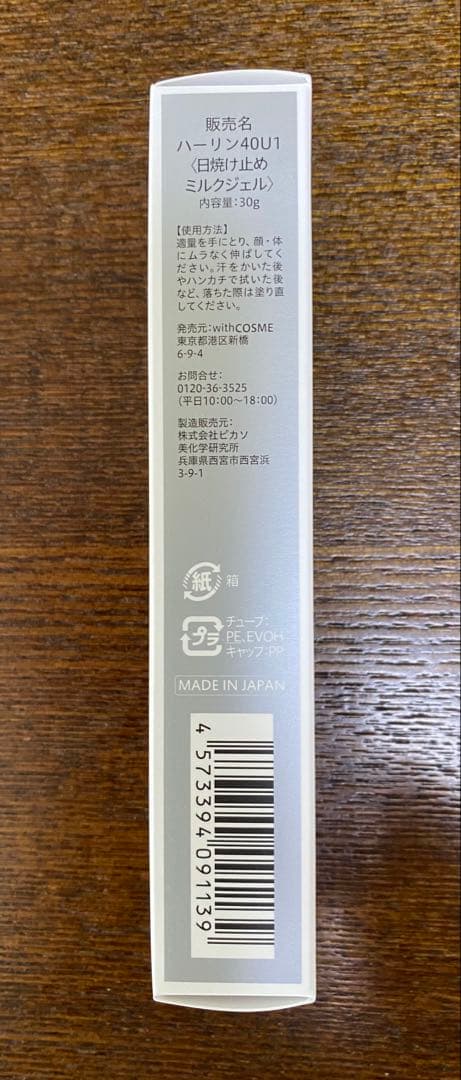 販売名
ハーリン40U1
〈日焼け止め
ミルクジェル〉
内容量:30g
【使用方法】
適量を手にとり、顔・体
にムラなく伸ばしてく
ださい。汗をかいた後
やハンカチで拭いた後
など、落ちた際は塗り直
してください。
発売元:withCOSME
東京都港区新橋
6-9-4
お問合せ:
0120-36-3525
(平日10:00〜18:00)
製造販売元:
株式会社ピカソ
美化学研究所
兵庫県西宮市西宮浜
3-9-1
紙 箱
プラ
チューブ:
PE、EVOH
キャップ:PP
MADE IN JAPAN
4 573394 091139